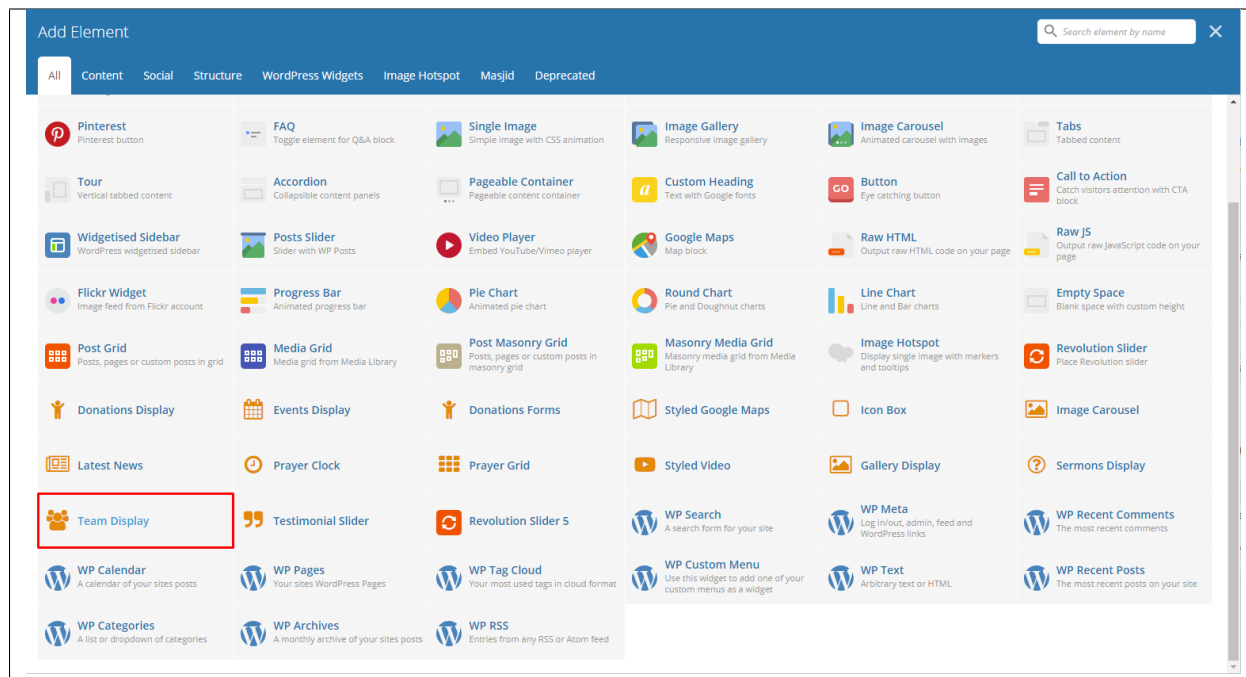 Add Element
Search element by name
All Content Social Structure WordPress Widgets Image Hotspot Masjid Deprecated
Pinterest
Pinterest button
FAQ
Toggle element for Q&A block
Single Image
Simple image with CSS animation
Image Gallery
Responsive image gallery
Image Carousel
Animated carousel with images
Tabs
Tabbed content
Tour
Vertical tabbed content
Accordion
Collapsible content panels
Pageable Container
Pageable content container
a
Custom Heading
Text with Google fonts
GO
Button
Eye catching button
Call to Action
Catch visitors attention with CTA
block
Widgetised Sidebar
WordPress widgetised sidebar
Posts Slider
Slider with WP Posts
Video Player
Embed YouTube/Vimeo player
Google Maps
Map block
Raw HTML
Output raw HTML code on your page
Raw JS
Output raw JavaScript code on your
page
Flickr Widget
Image feed from Flickr account
Progress Bar
Animated progress bar
Pie Chart
Animated pie chart
Round Chart
Pie and Doughnut charts
Line Chart
Line and Bar charts
Empty Space
Blank space with custom height
Post Grid
Posts, pages or custom posts in grid
Media Grid
Media grid from Media Library
Post Masonry Grid
Posts, pages or custom posts in
masonry grid
Masonry Media Grid
Masonry media grid from Media
Library
Image Hotspot
Display single image with markers
and tooltips
Revolution Slider
Place Revolution slider
Donations Display
Events Display
Donations Forms
Styled Google Maps
Icon Box
Image Carousel
Latest News
Prayer Clock
Prayer Grid
Styled Video
Gallery Display
Sermons Display
Team Display
Testimonial Slider
Revolution Slider 5
WP Search
A search form for your site
WP Meta
Log in/out, admin, feed and
WordPress links
WP Recent Comments
The most recent comments
WP Calendar
A calendar of your sites posts
WP Pages
Your sites WordPress Pages
WP Tag Cloud
Your most used tags in cloud format
WP Custom Menu
Use this widget to add one of your
custom menus as a widget
WP Text
Arbitrary text or HTML
WP Recent Posts
The most recent posts on your site
WP Categories
A list or dropdown of categories
WP Archives
A monthly archive of your sites posts
WP RSS
Entries from any RSS or Atom feed